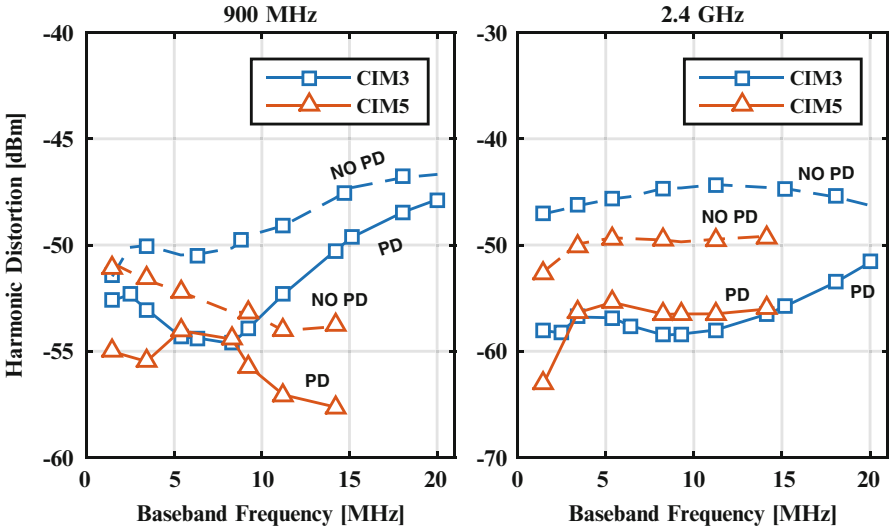 900 MHz
2.4 GHz
Harmonic Distortion [dBm]
-40
-45
-50
-55
-60
CIM3
CIM5
NO PD
PD
NO PD
PD
0
5
10
15
20
Baseband Frequency [MHz]
-30
-40
-50
-60
-70
CIM3
CIM5
NO PD
NO PD
PD
PD
0
5
10
15
20
Baseband Frequency [MHz]